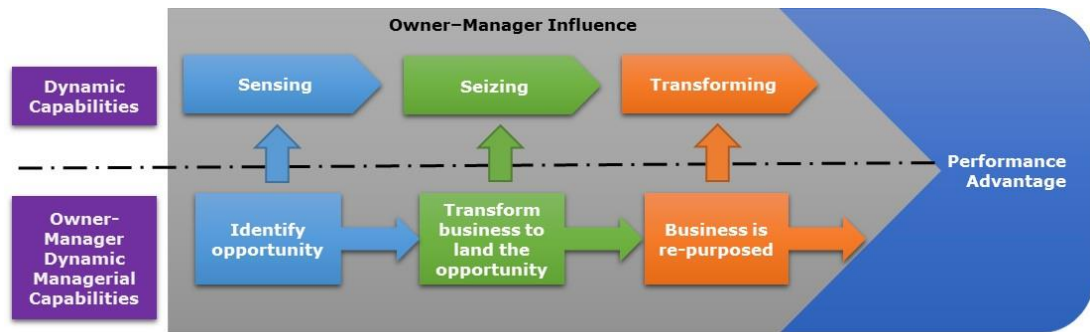 Owner–Manager Influence
Dynamic
Capabilities
Sensing
Seizing
Transforming
Performance
Advantage
Owner-
Manager
Dynamic
Managerial
Capabilities
Identify
opportunity
Transform
business to
land the
opportunity
Business is
re-purposed